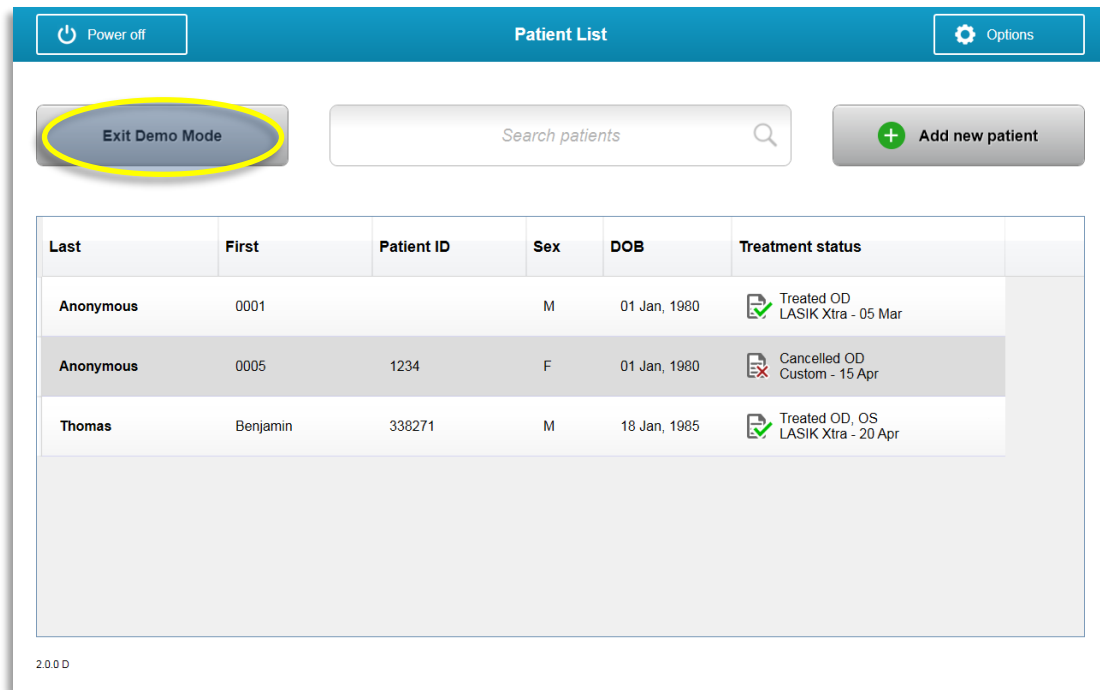 Power off
Patient List
Options
Exit Demo Mode
Search patients
Add new patient
Last First Patient ID Sex DOB Treatment status
Anonymous 0001 M 01 Jan, 1980 Treated OD
LASIK Xtra - 05 Mar
Anonymous 0005 1234 F 01 Jan, 1980 Cancelled OD
Custom - 15 Apr
Thomas Benjamin 338271 M 18 Jan, 1985 Treated OD, OS
LASIK Xtra - 20 Apr
2.0.0 D